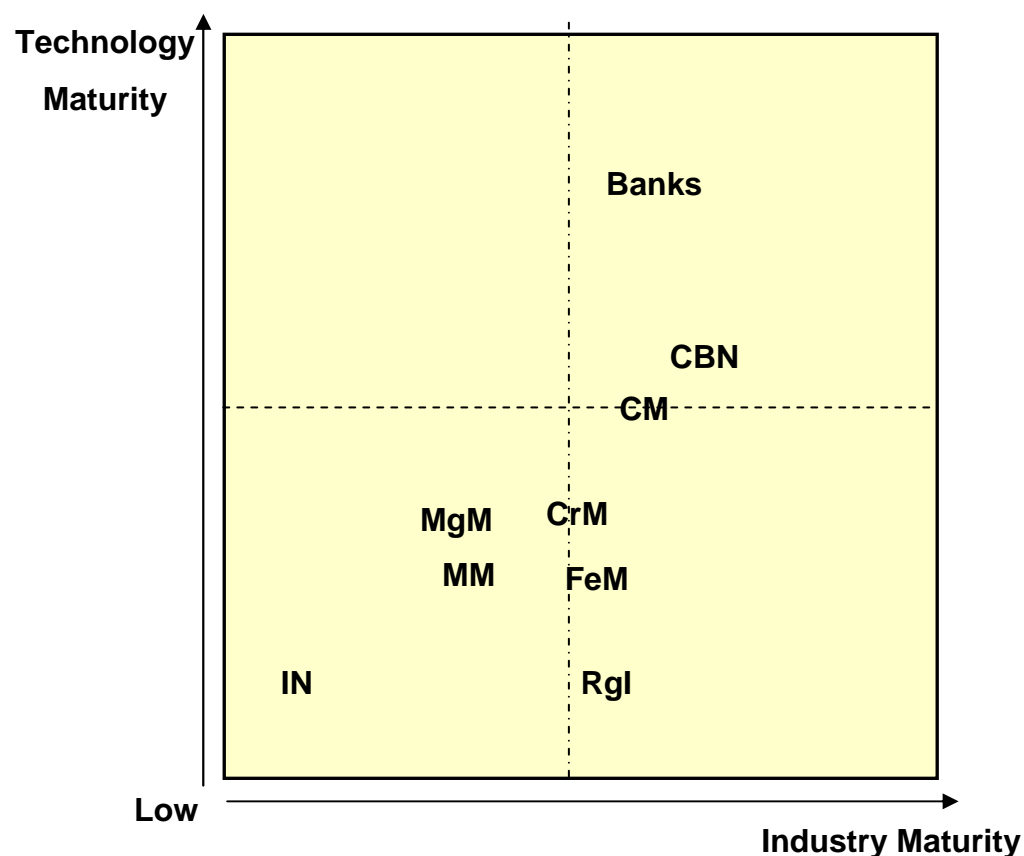 Technology
Maturity
Banks
CBN
CM
MgM
CrM
MM
FeM
IN
RgI
Low
Industry Maturity